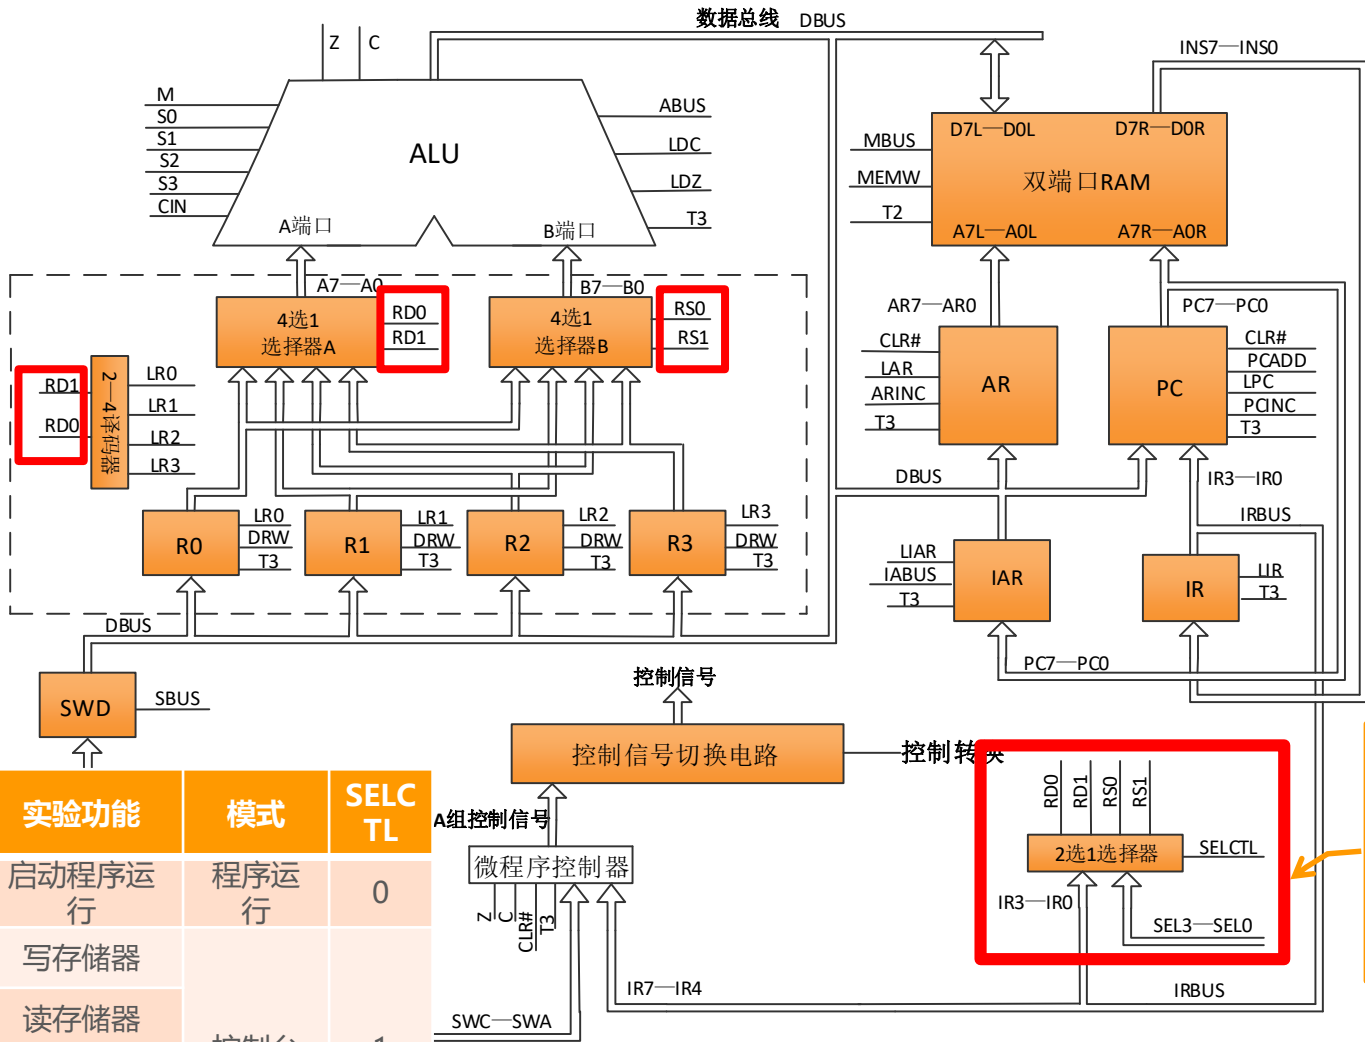 数据总线 DBUS
Z
C
INS7—INS0
M
S0
S1
S2
S3
CIN
ALU
ABUS
LDC
LDZ
T3
A端口
B端口
MBUS
MEMW
T2
D7L—D0L
D7R—D0R
双端口RAM
A7L—A0L
A7R—A0R
A7—A0
B7—B0
4选1
选择器A
RD0
RD1
4选1
选择器B
RS0
RS1
RD1
RD0
2—4译码器
LR0
LR1
LR2
LR3
AR7—AR0
PC7—PC0
CLR#
LAR
ARINC
T3
AR
PC
CLR#
PCADD
LPC
PCINC
T3
DBUS
IR3—IR0
IRBUS
R0
LR0
DRW
T3
R1
LR1
DRW
T3
R2
LR2
DRW
T3
R3
LR3
DRW
T3
LIAR
IABUS
T3
IAR
IR
LIR
T3
DBUS
PC7—PC0
SWD
SBUS
控制信号
控制信号切换电路
控制转换
A组控制信号
微程序控制器
Z
C
CLR#
T3
RD0
RD1
RS0
RS1
2选1选择器
SELCTL
IR3—IR0
SEL3—SEL0
IR7—IR4
IRBUS
SWC—SWA
实验功能
模式
SELC
TL
启动程序运
行
程序运
行
0
写存储器
读存储器
控制台
1